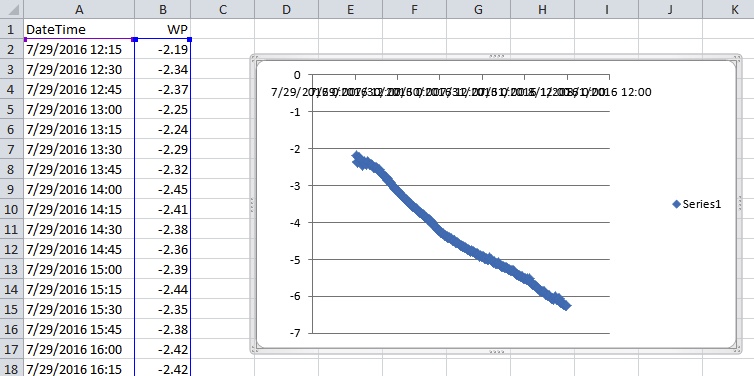 A B C D E F G H I J K
1 DateTime WP
2 7/29/2016 12:15 -2.19
3 7/29/2016 12:30 -2.34
4 7/29/2016 12:45 -2.37
5 7/29/2016 13:00 -2.25
6 7/29/2016 13:15 -2.24
7 7/29/2016 13:30 -2.29
8 7/29/2016 13:45 -2.32
9 7/29/2016 14:00 -2.45
10 7/29/2016 14:15 -2.41
11 7/29/2016 14:30 -2.38
12 7/29/2016 14:45 -2.36
13 7/29/2016 15:00 -2.39
14 7/29/2016 15:15 -2.44
15 7/29/2016 15:30 -2.35
16 7/29/2016 15:45 -2.38
17 7/29/2016 16:00 -2.42
18 7/29/2016 16:15 -2.42
0
-1
-2
-3
-4
-5
-6
-7
Series1